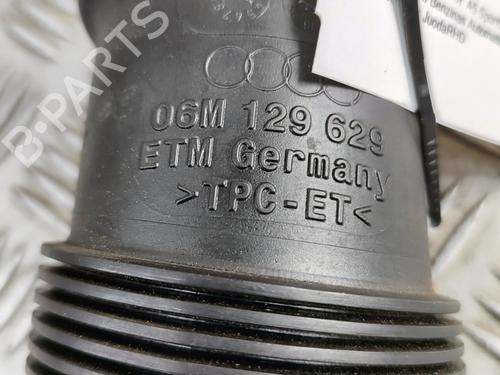 06M 129 629
ETM Germany
>TPC-ET<
B-PARTS